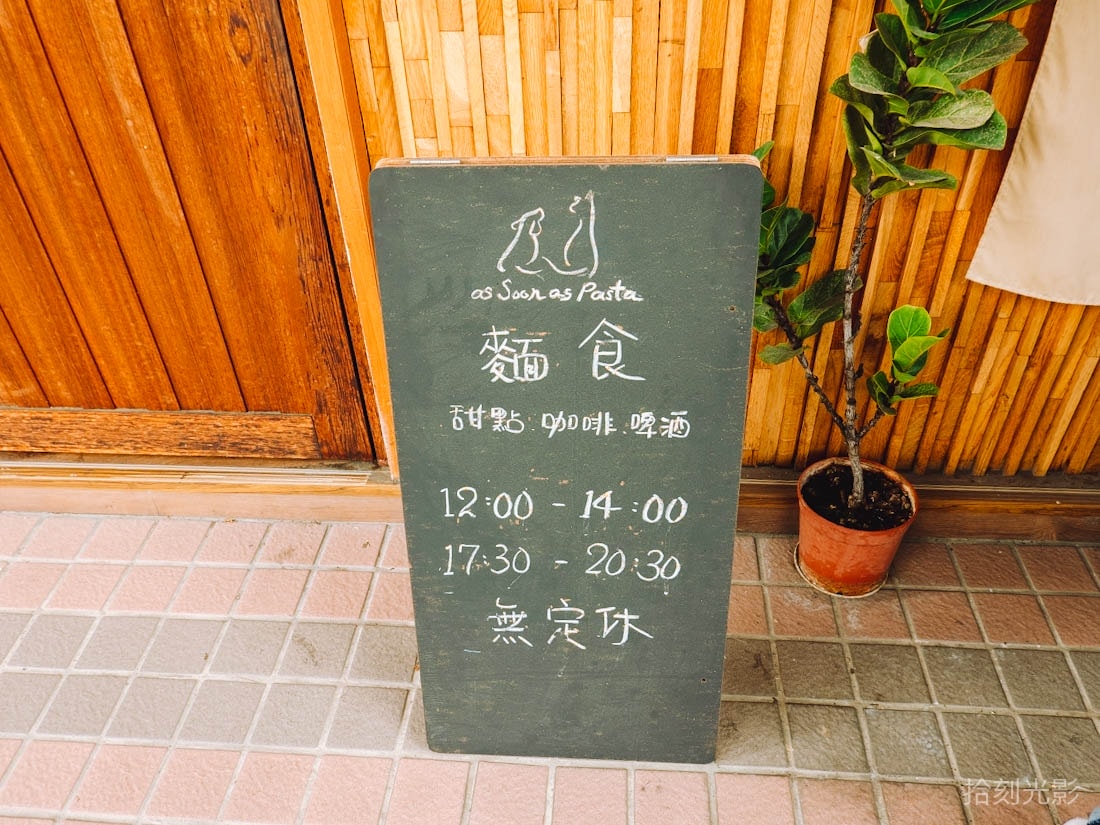 as Soon as Pasta
麵食
甜點 咖啡 啤酒
12:00 - 14:00
17:30 - 20:30
無定休
拾刻光影